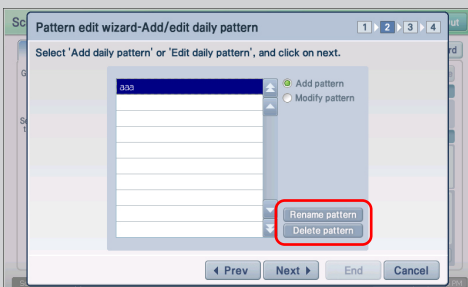 Pattern edit wizard-Add/edit daily pattern
1 2 3 4
Select 'Add daily pattern' or 'Edit daily pattern', and click on next.
aaa
Add pattern
Modify pattern
Rename pattern
Delete pattern
Prev
Next
End
Cancel